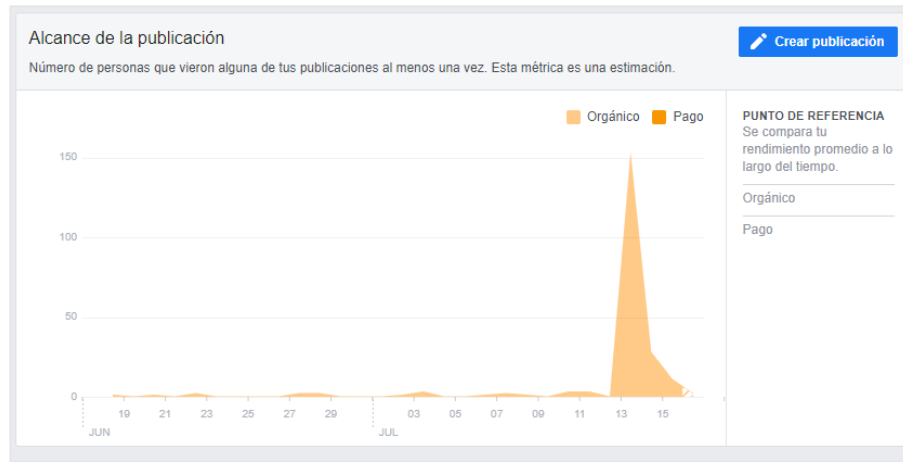 Alcance de la publicación
Crear publicación
Número de personas que vieron alguna de tus publicaciones al menos una vez. Esta métrica es una estimación.
Orgánico Pago
PUNTO DE REFERENCIA
Se compara tu
rendimiento promedio a lo
largo del tiempo.
Orgánico
Pago
150
100
50
0
19 21 23 25 27 29 03 05 07 09 11 13 15
JUN JUL